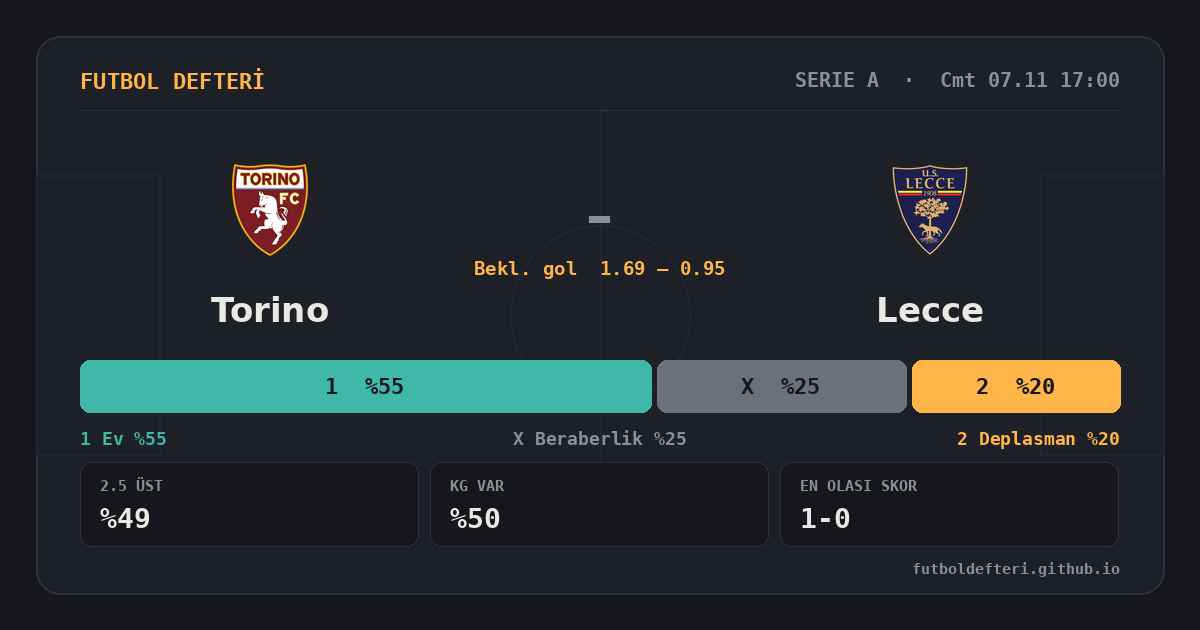 FUTBOL DEFTERİ
SERIE A · Cmt 07.11 17:00
TORINO
FC
U.S.
LECCE
1908
–
Bekl. gol 1.69 – 0.95
Torino
Lecce
1 %55
X %25
2 %20
1 Ev %55
X Beraberlik %25
2 Deplasman %20
2.5 ÜST
%49
KG VAR
%50
EN OLASI SKOR
1-0
futboldefteri.github.io